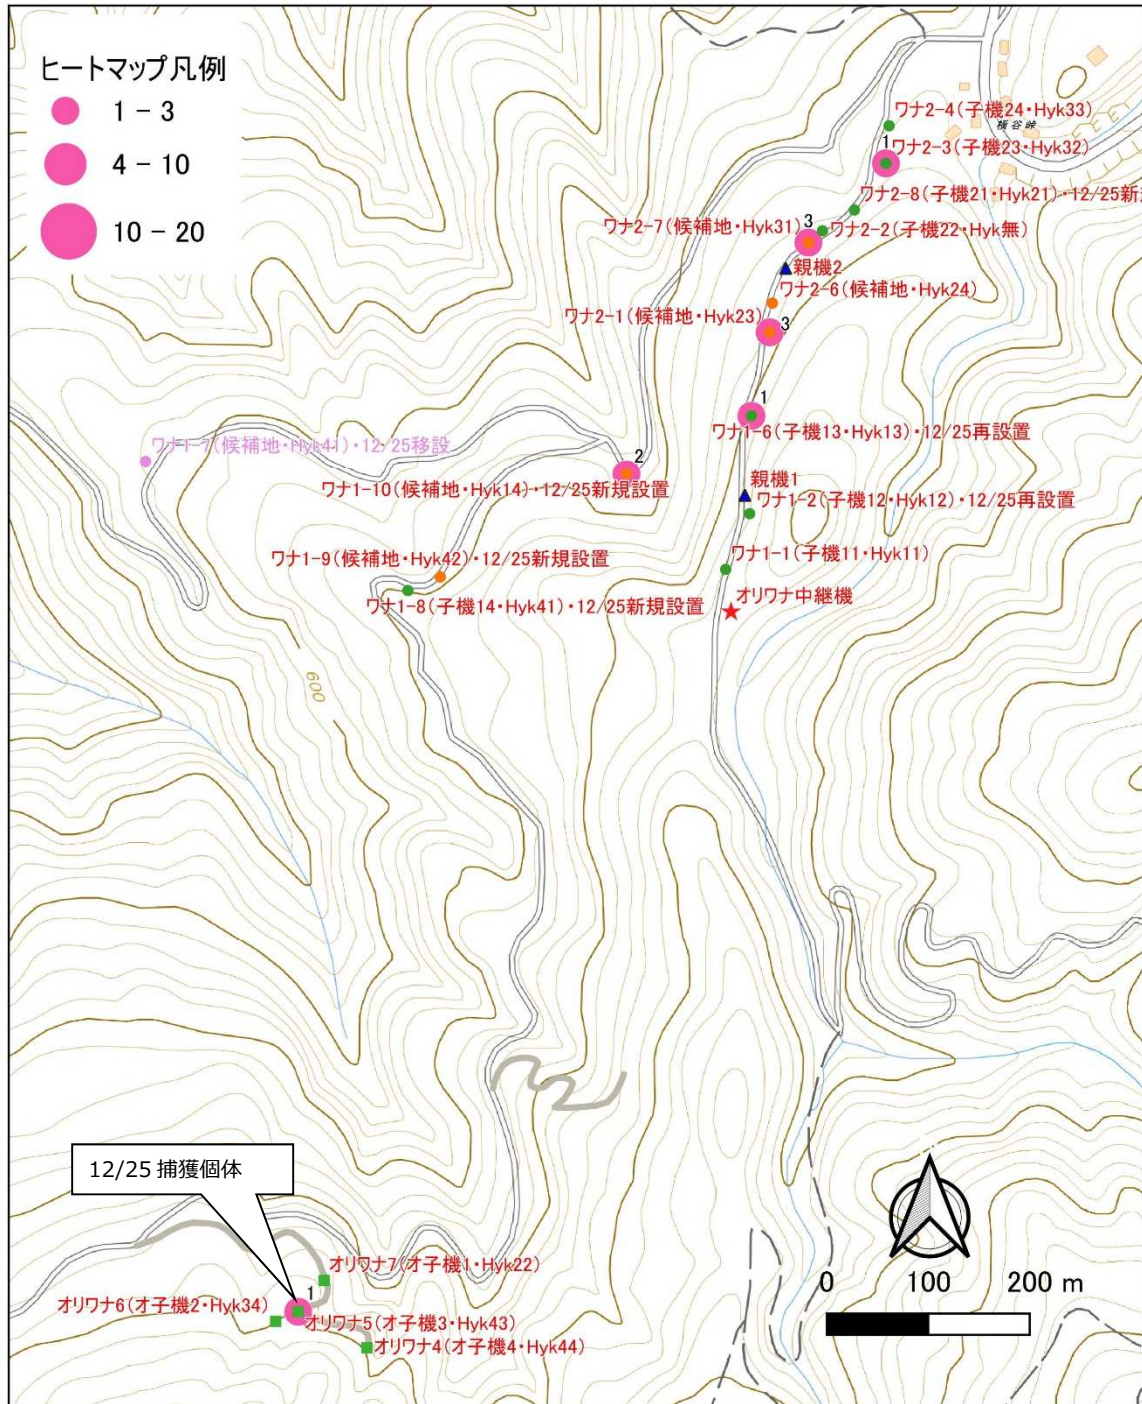 ヒートマップ凡例
1 – 3
4 – 10
10 – 20
ワナ2-4(子機24・Hyk33)
横谷峠
1
ワナ2-3(子機23・Hyk32)
ワナ2-8(子機21・Hyk21)・12/25新
ワナ2-7(候補地・Hyk31)
3
ワナ2-2(子機22・Hyk無)
親機2
ワナ2-6(候補地・Hyk24)
ワナ2-1(候補地・Hyk23)
3
1
ワナ1-6(子機13・Hyk13)・12/25再設置
ワナ1-7(候補地・Hyk41)・12/25移設
2
ワナ1-10(候補地・Hyk14)・12/25新規設置
親機1
ワナ1-2(子機12・Hyk12)・12/25再設置
ワナ1-9(候補地・Hyk42)・12/25新規設置
ワナ1-1(子機11・Hyk11)
ワナ1-8(子機14・Hyk41)・12/25新規設置
オリワナ中継機
600
12/25 捕獲個体
オリワナ7(オ子機1・Hyk22)
1
オリワナ6(オ子機2・Hyk34)
オリワナ5(オ子機3・Hyk43)
オリワナ4(オ子機4・Hyk44)
0 100 200 m